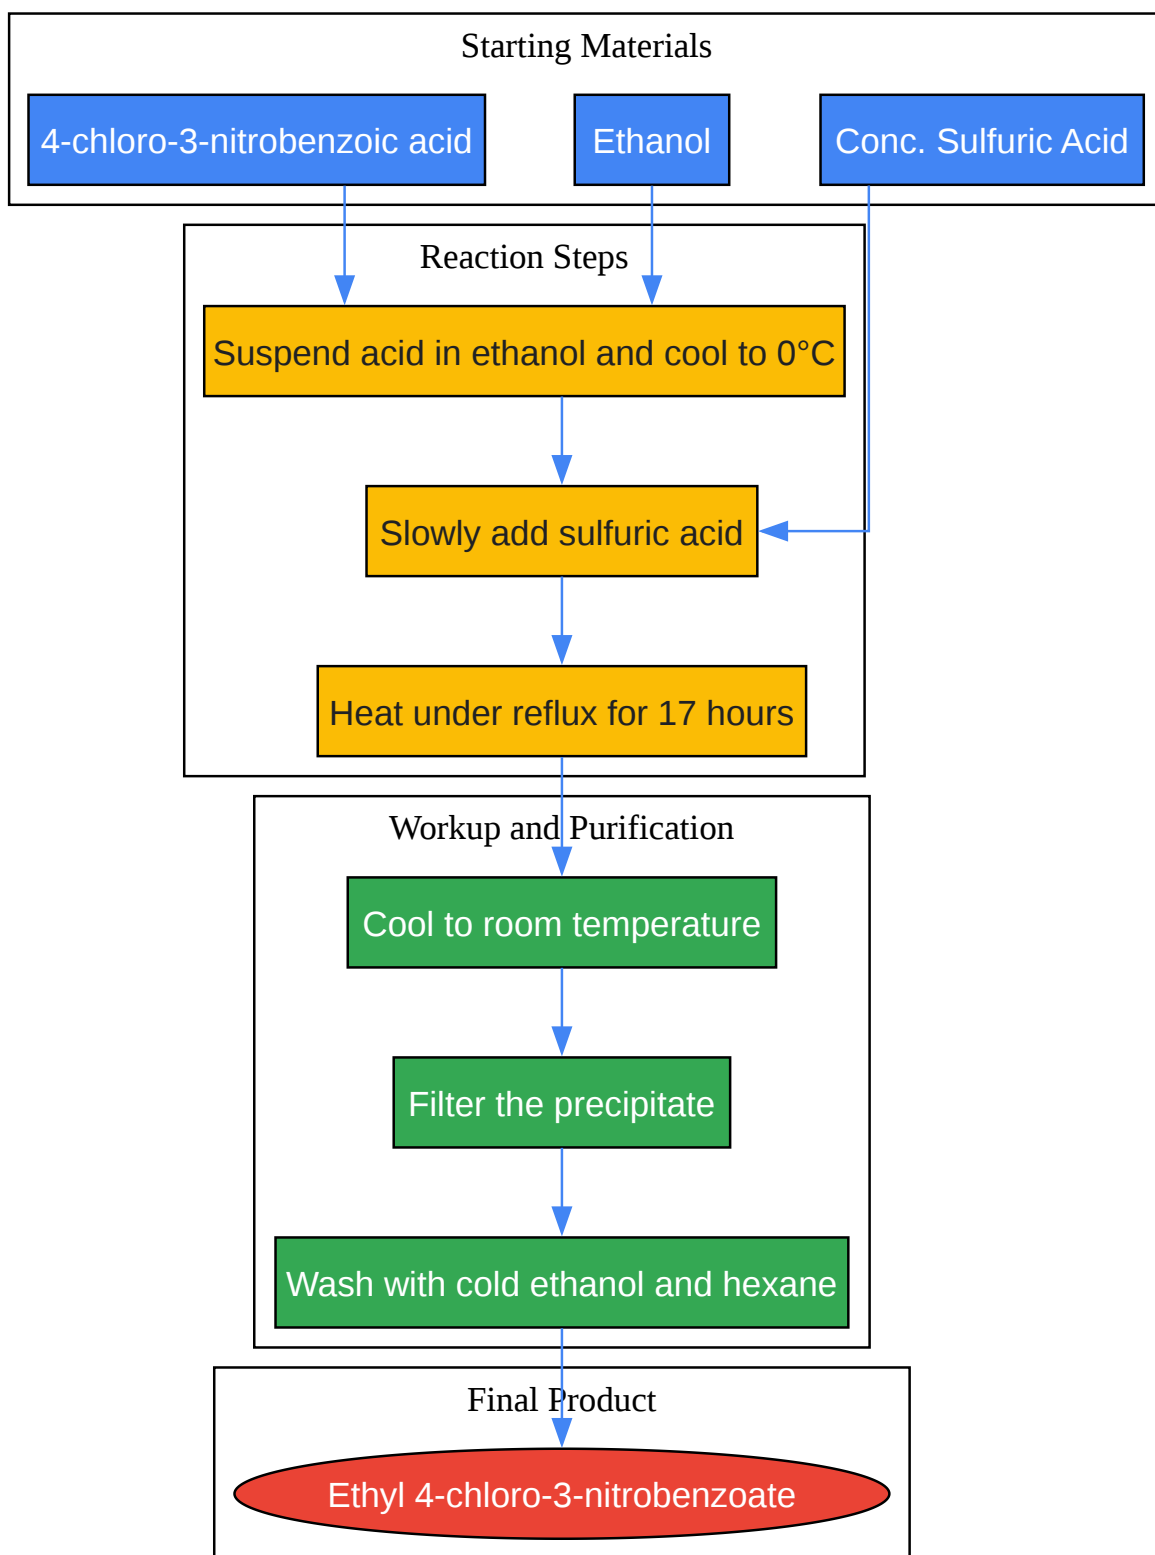 Starting Materials
4-chloro-3-nitrobenzoic acid
Ethanol
Conc. Sulfuric Acid
Reaction Steps
Suspend acid in ethanol and cool to 0°C
Slowly add sulfuric acid
Heat under reflux for 17 hours
Workup and Purification
Cool to room temperature
Filter the precipitate
Wash with cold ethanol and hexane
Final Product
Ethyl 4-chloro-3-nitrobenzoate